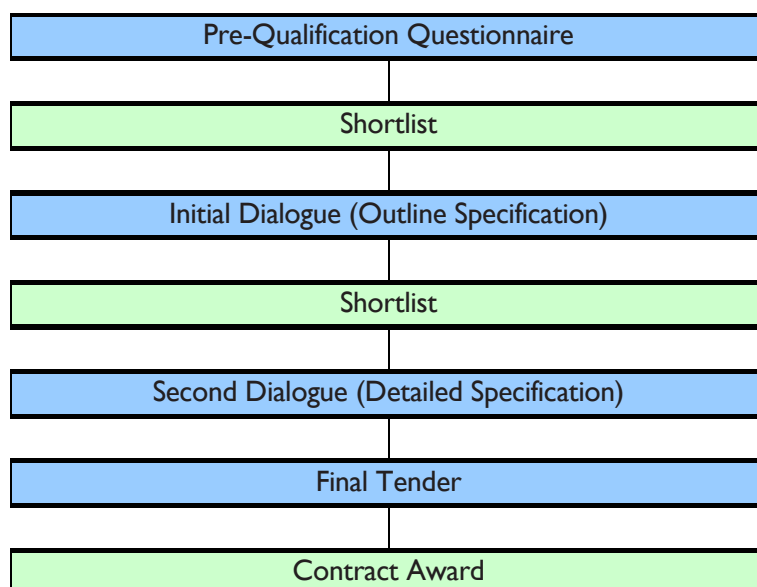 Pre-Qualification Questionnaire
Shortlist
Initial Dialogue (Outline Specification)
Shortlist
Second Dialogue (Detailed Specification)
Final Tender
Contract Award